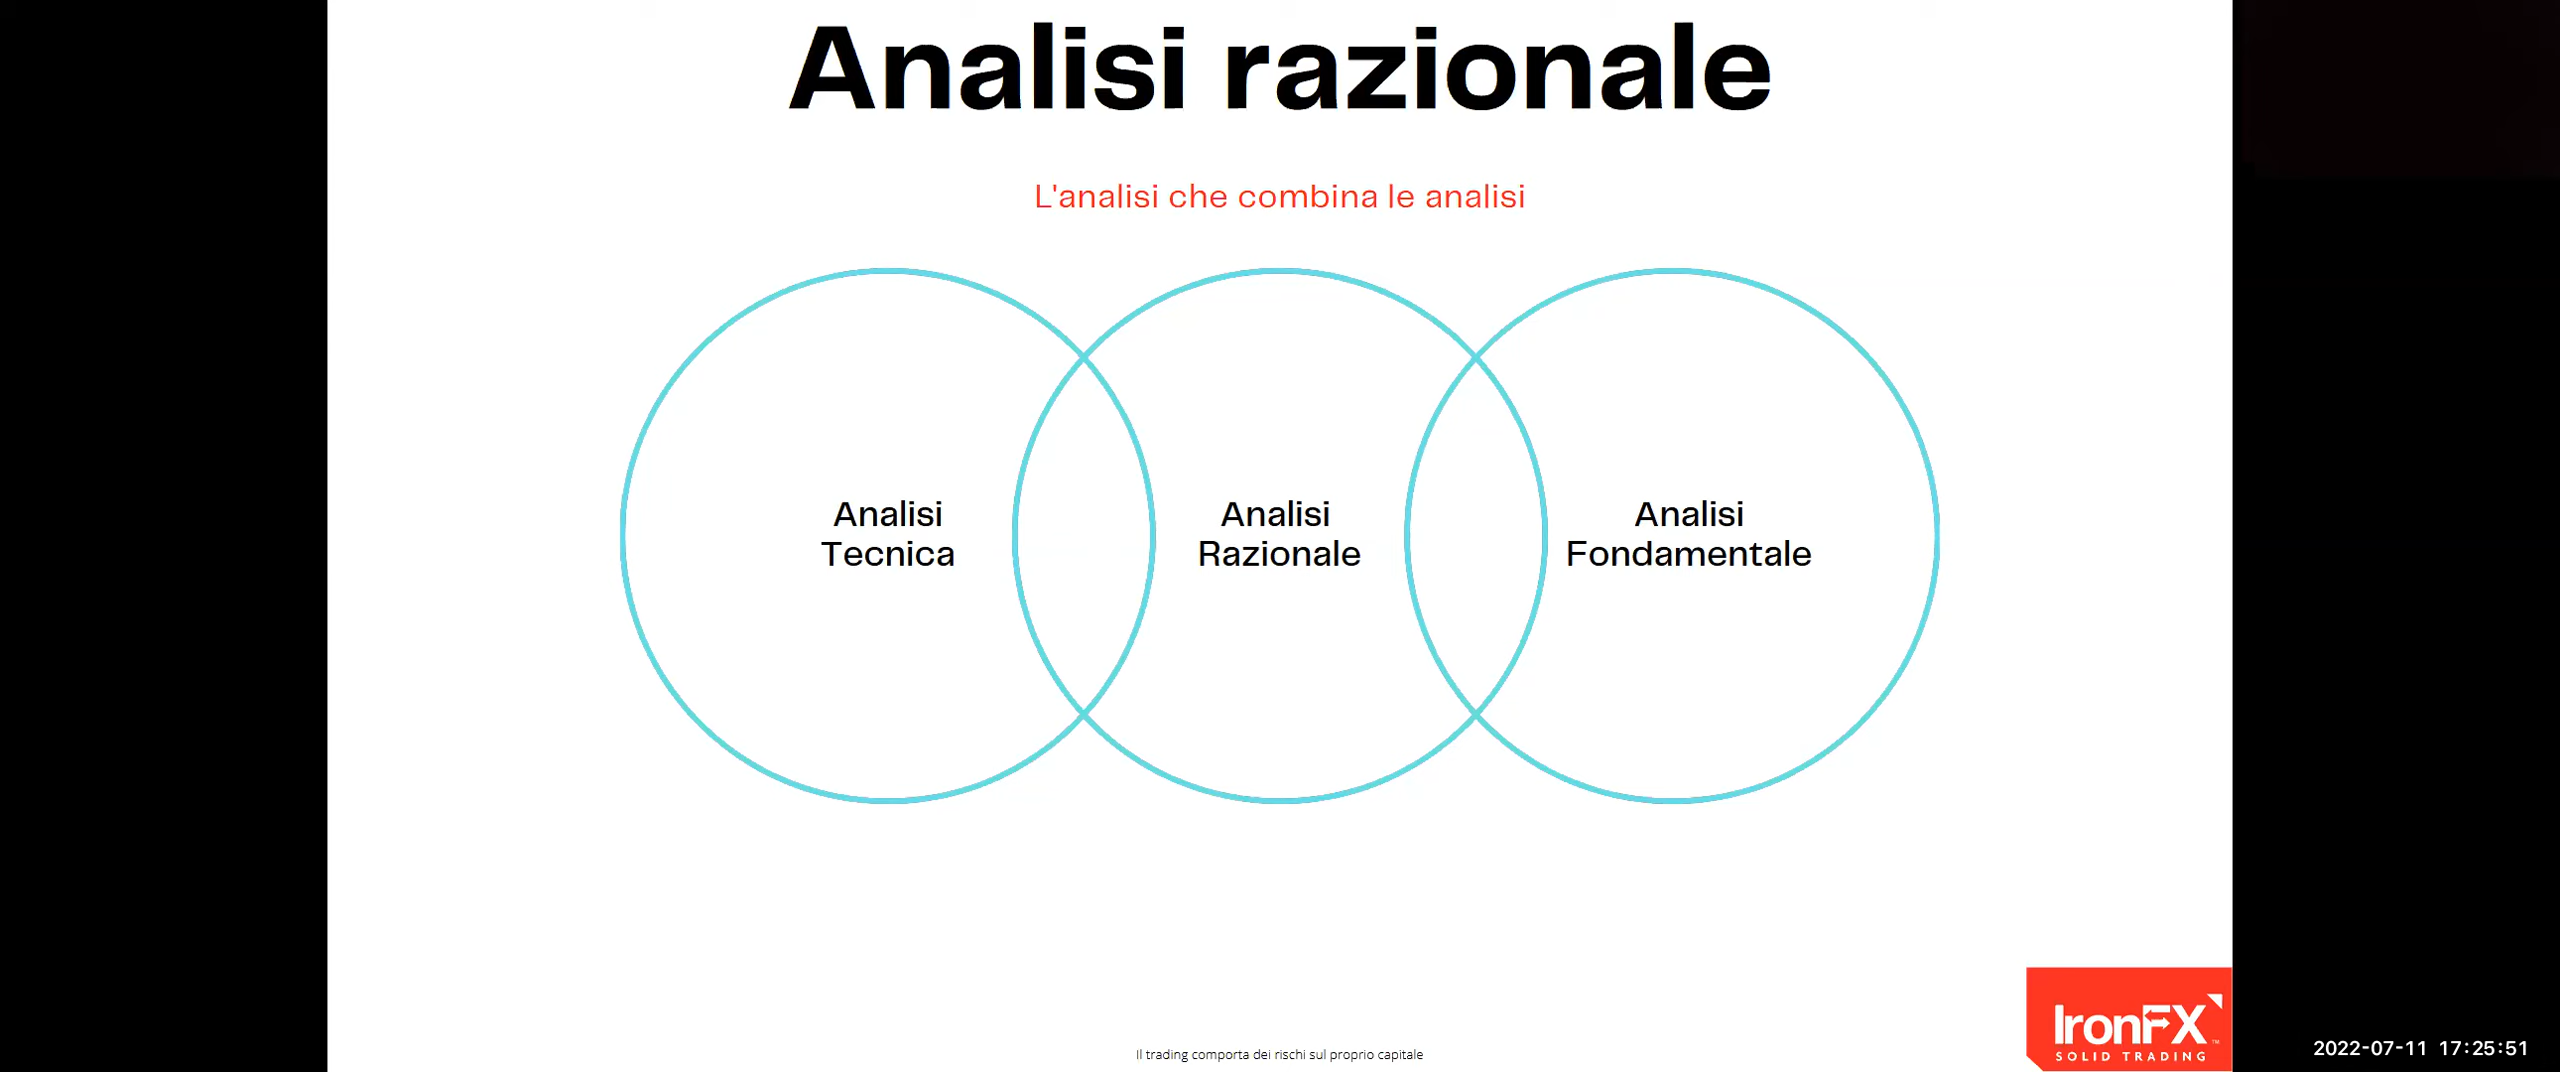 Analisi razionale
L'analisi che combina le analisi
Analisi
Tecnica
Analisi
Razionale
Analisi
Fondamentale
IronFX
SOLID TRADING
Il trading comporta dei rischi sul proprio capitale
2022-07-11 17:25:51